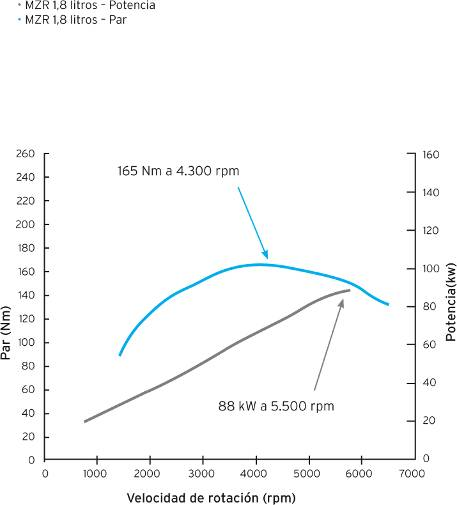 • MZR 1,8 litros – Potencia
• MZR 1,8 litros – Par
260
240
220
200
180
160
140
120
100
80
60
40
20
0
Par (Nm)
165 Nm a 4.300 rpm
88 kW a 5.500 rpm
160
140
120
100
80
60
40
20
0
Potencia(kw)
0 1000 2000 3000 4000 5000 6000 7000
Velocidad de rotación (rpm)